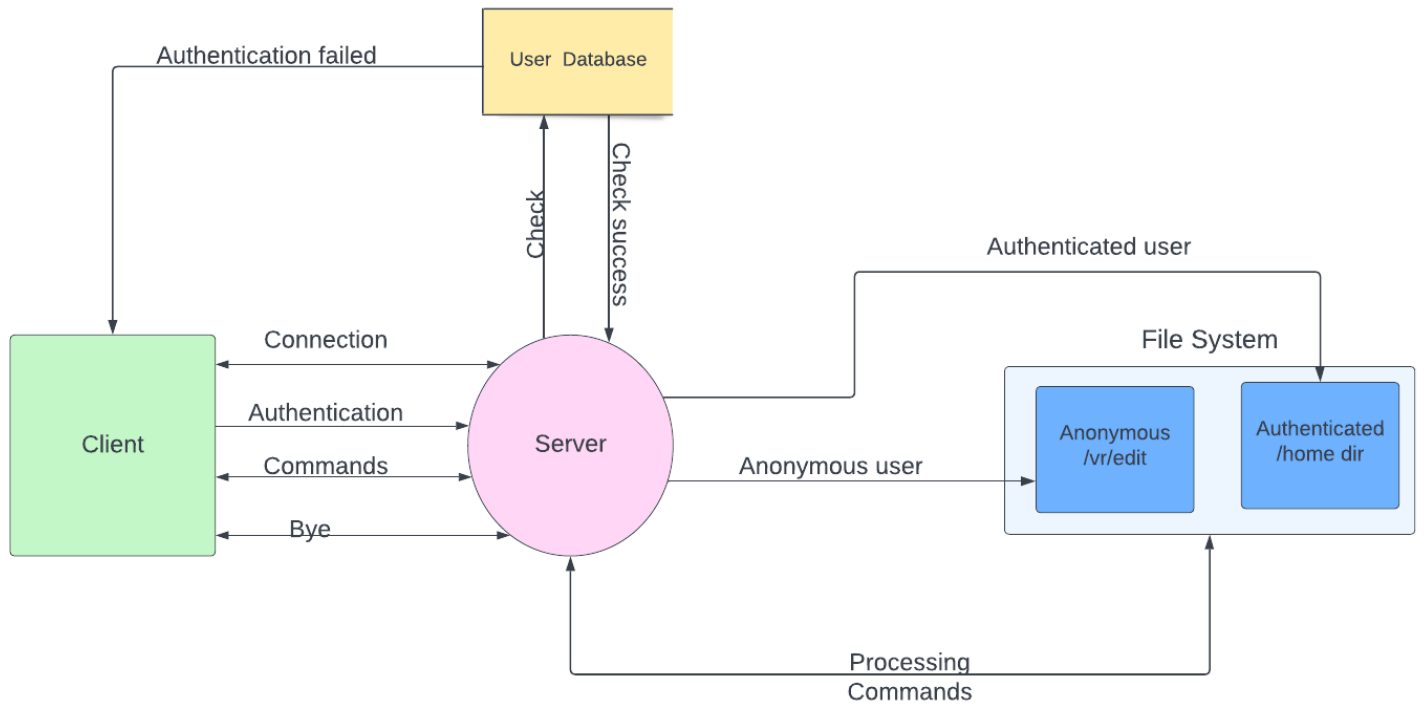 Authentication failed
User Database
Check
Check success
Authenticated user
File System
Connection
Authentication
Client
Commands
Bye
Server
Anonymous user
Anonymous
/vr/edit
Authenticated
/home dir
Processing
Commands